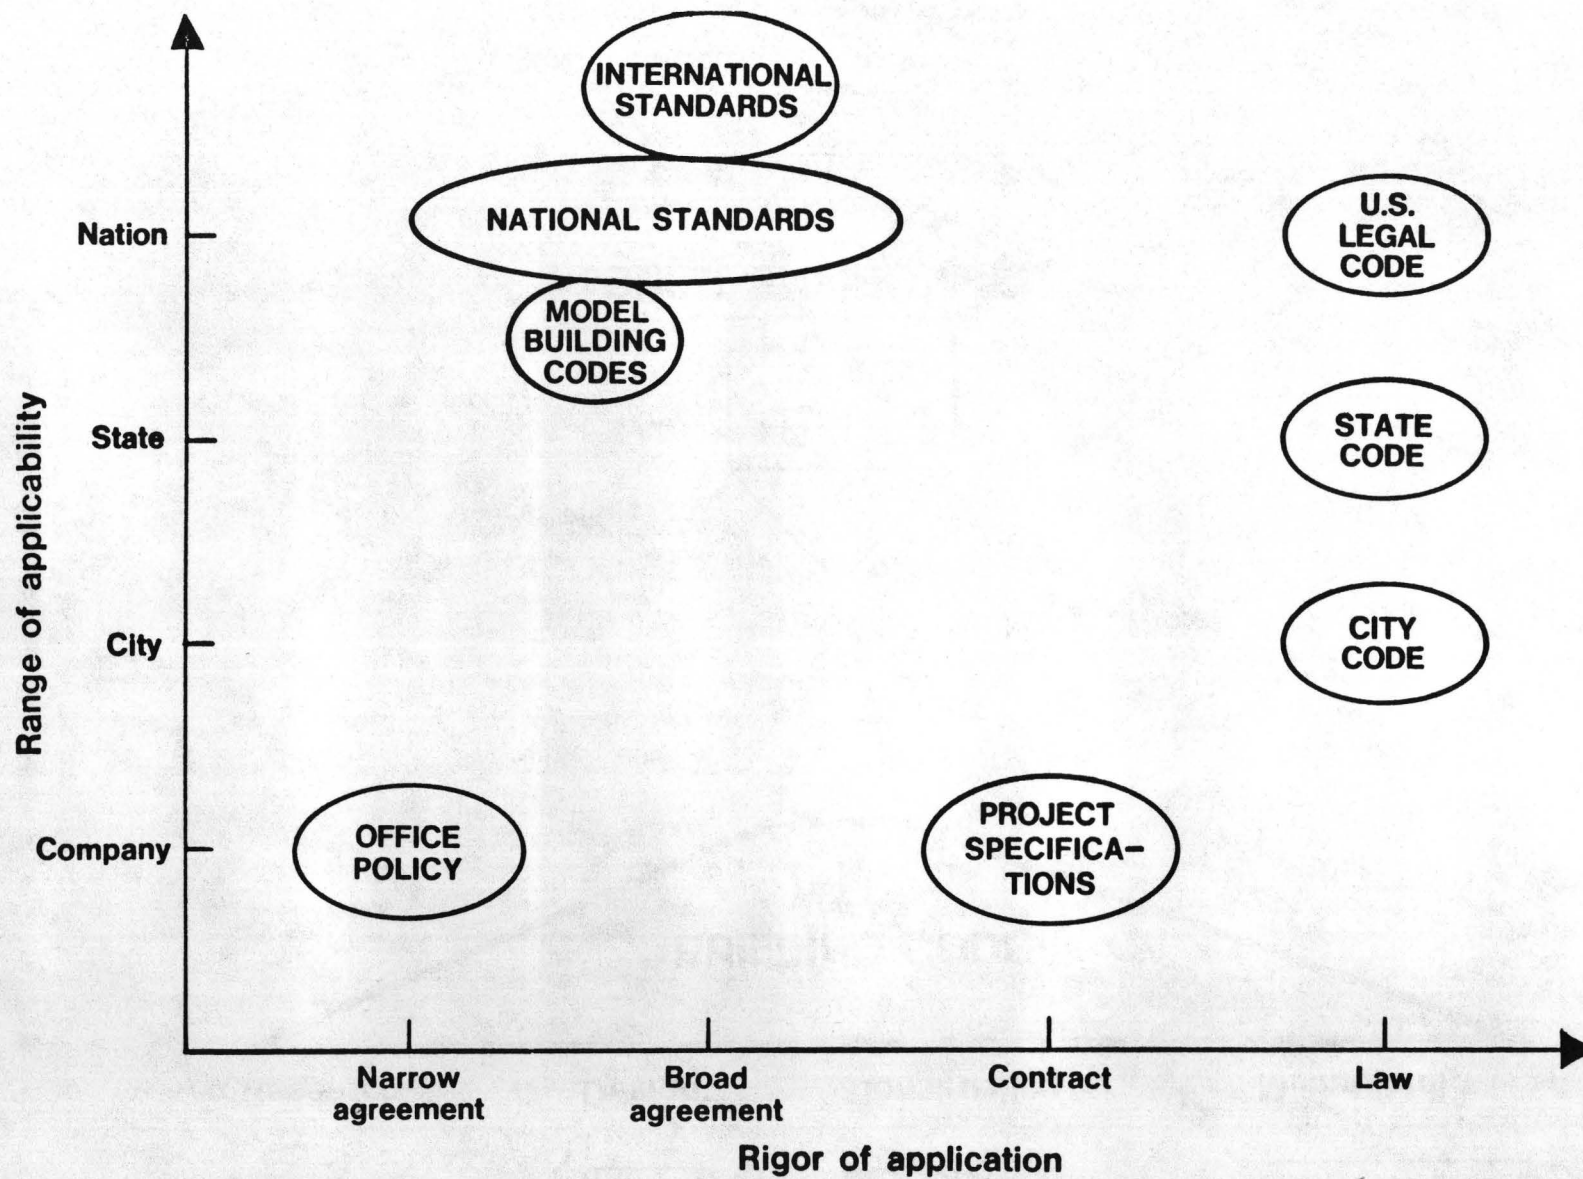 INTERNATIONAL
STANDARDS
NATIONAL STANDARDS
MODEL
BUILDING
CODES
U.S.
LEGAL
CODE
STATE
CODE
CITY
CODE
OFFICE
POLICY
PROJECT
SPECIFICA–
TIONS
Nation
State
City
Company
Range of applicability
Narrow
agreement
Broad
agreement
Contract
Law
Rigor of application